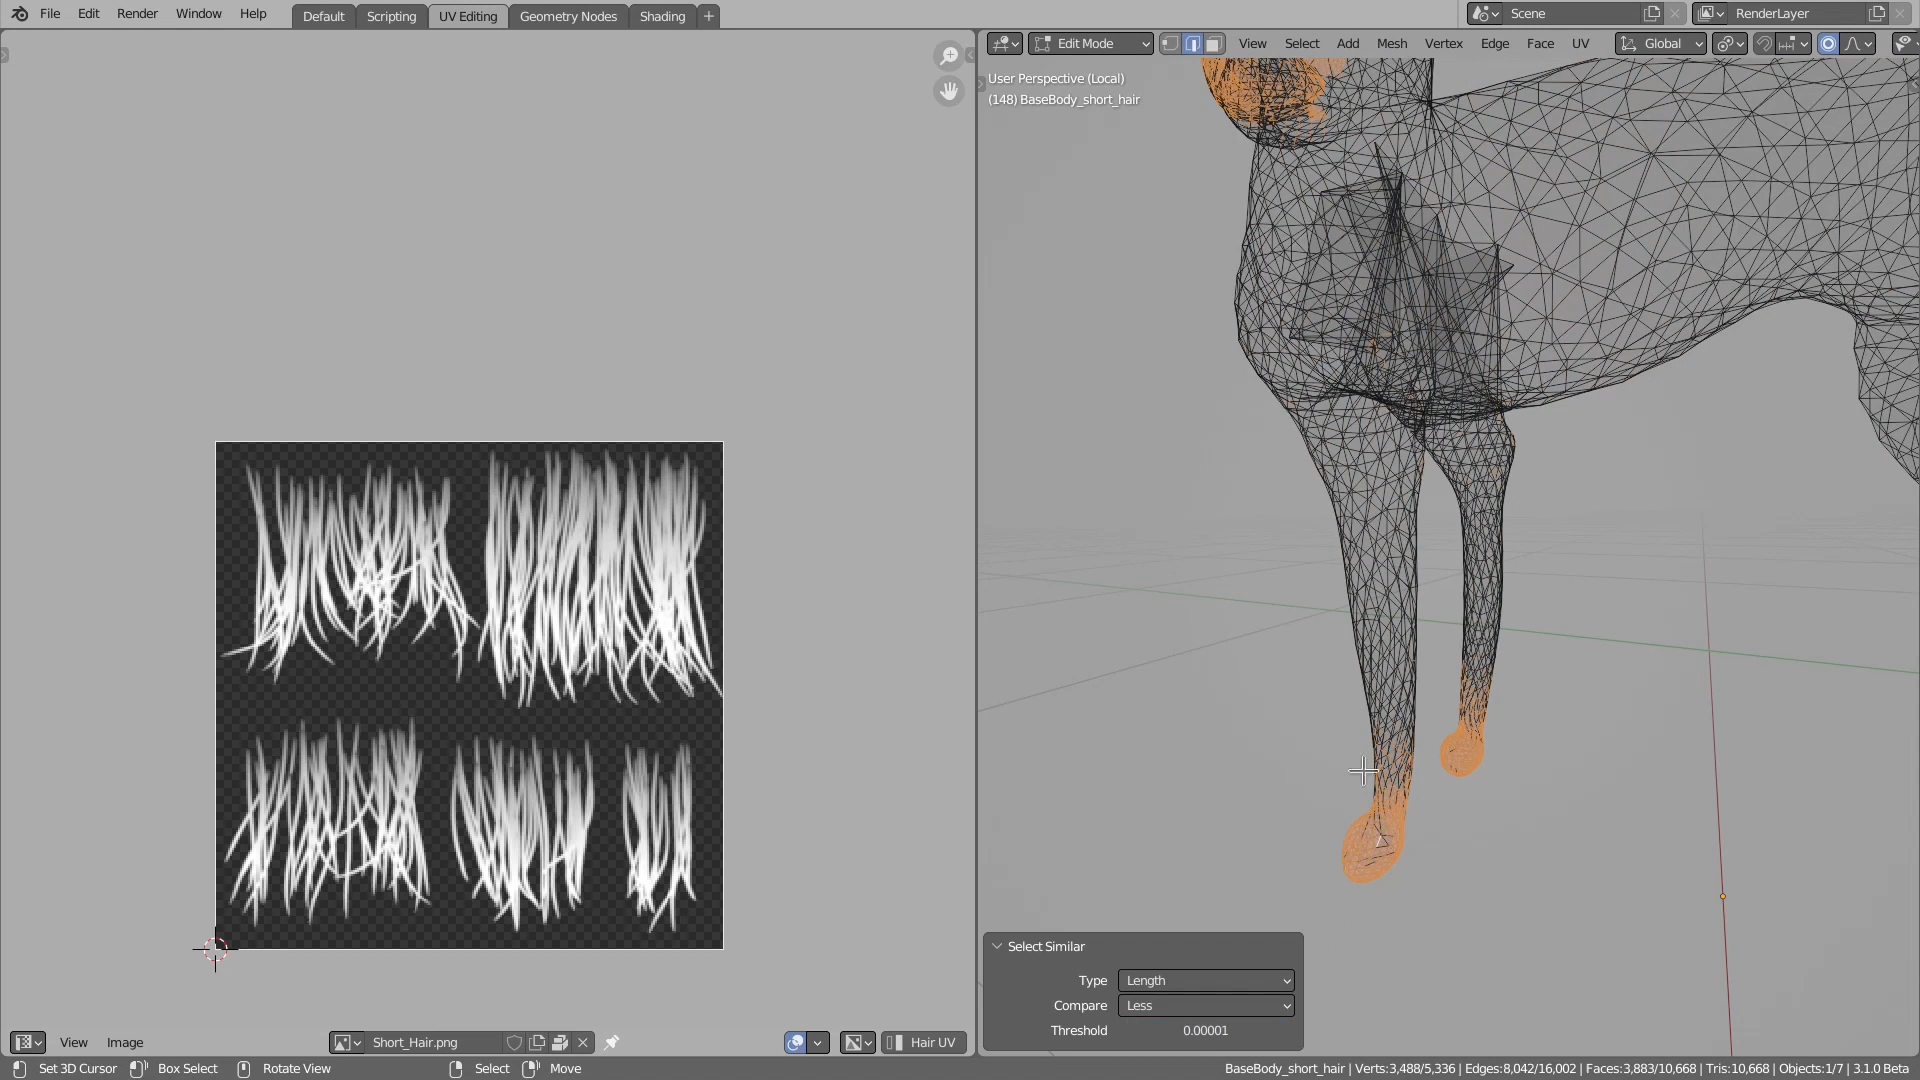 File Edit Render Window Help Default Scripting UV Editing Geometry Nodes Shading Scene RenderLayer
Edit Mode View Select Add Mesh Vertex Edge Face UV Global
User Perspective (Local)
(148) BaseBody_short_hair
Select Similar
Type Length
Compare Less
Threshold 0.00001
View Image Short_Hair.png Hair UV
Set 3D Cursor Box Select Rotate View Select Move BaseBody_short_hair | Verts:3,488/5,336 | Edges:8,042/16,002 | Faces:3,883/10,668 | Tris:10,668 | Objects:1/7 | 3.1.0 Beta